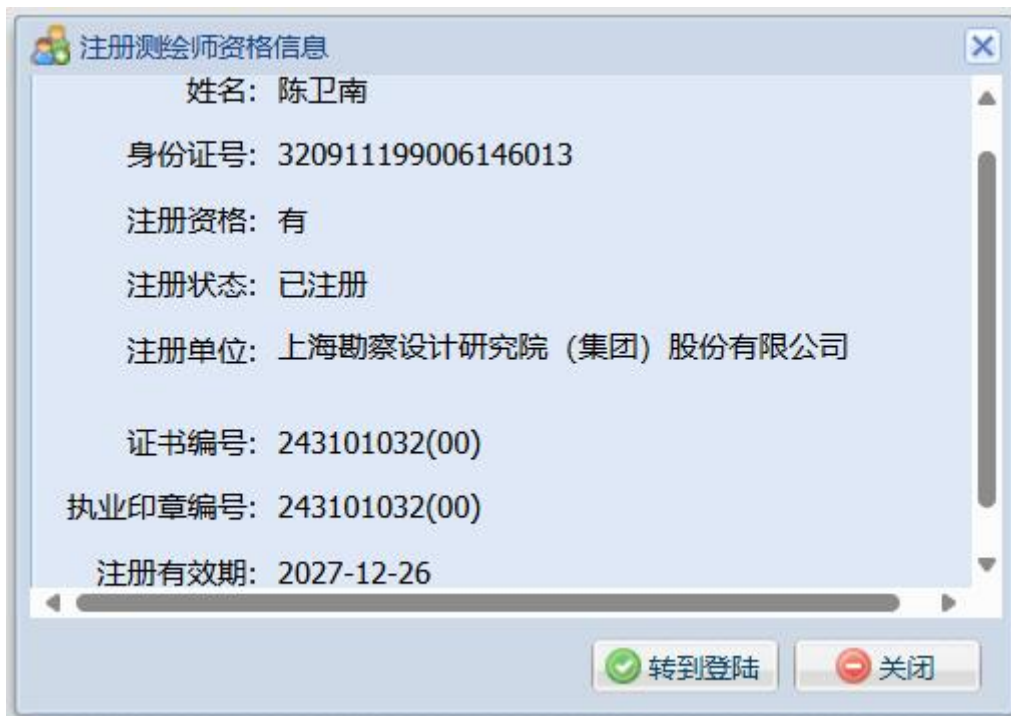 注册测绘师资格信息
姓名: 陈卫南
身份证号: 320911199006146013
注册资格: 有
注册状态: 已注册
注册单位: 上海勘察设计研究院（集团）股份有限公司
证书编号: 243101032(00)
执业印章编号: 243101032(00)
注册有效期: 2027-12-26
转到登陆 关闭